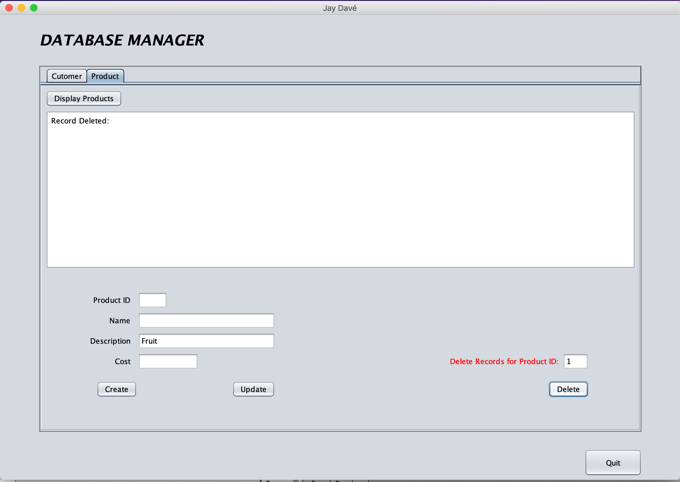 Jay Davé
DATABASE MANAGER
Cutomer Product
Display Products
Record Deleted:
Product ID
Name
Description Fruit
Cost Delete Records for Product ID: 1
Create Update Delete
Quit